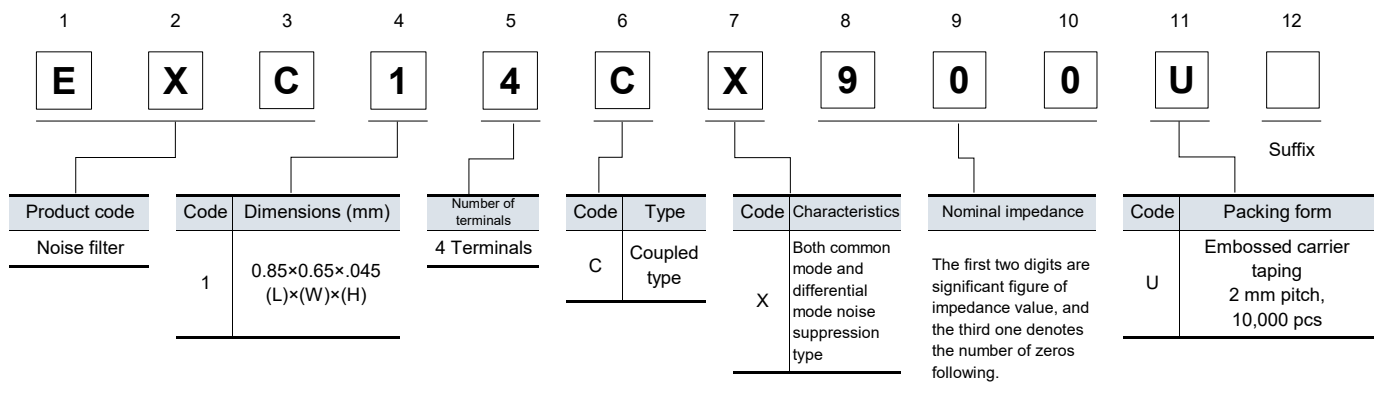 1 2 3 4 5 6 7 8 9 10 11 12
E X C 1 4 C X 9 0 0 U
Suffix
Product code
Noise filter
Code Dimensions (mm)
1 0.85×0.65×.045
(L)×(W)×(H)
Number of
terminals
4 Terminals
Code Type
C Coupled
type
Code Characteristics
X Both common
mode and
differential
mode noise
suppression
type
Nominal impedance
The first two digits are
significant figure of
impedance value, and
the third one denotes
the number of zeros
following.
Code Packing form
U Embossed carrier
taping
2 mm pitch,
10,000 pcs